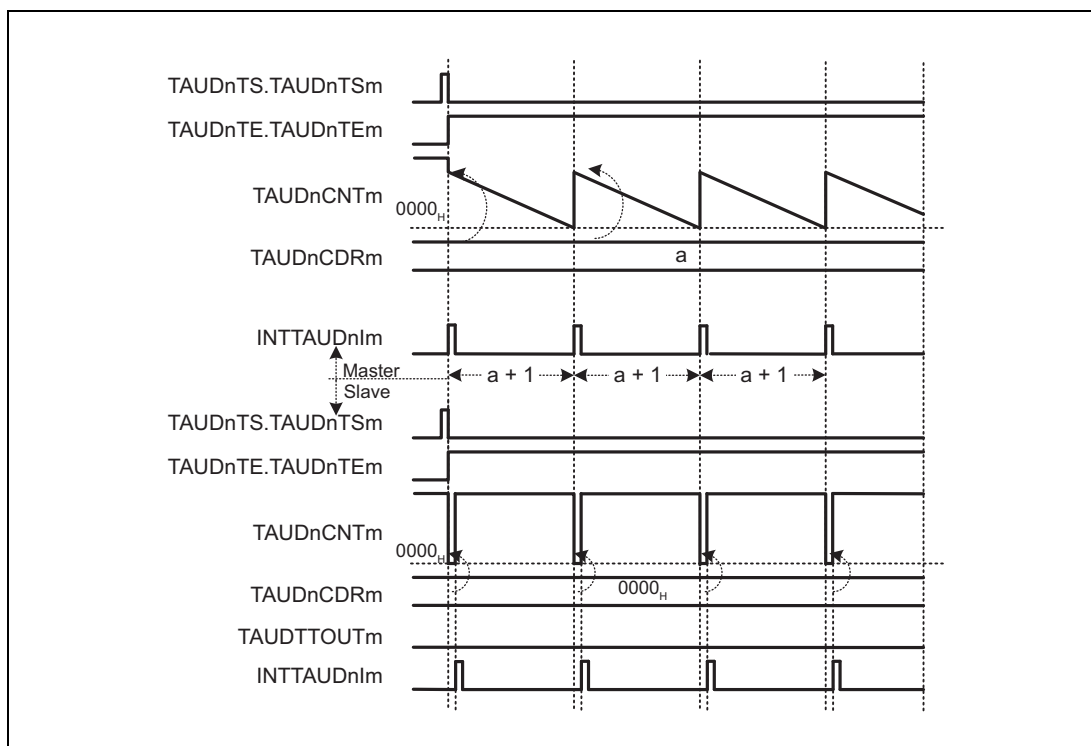 TAUDnTS.TAUDnTSm
TAUDnTE.TAUDnTEm
TAUDnCNTm
0000H
TAUDnCDRm
a
INTTAUDnIm
Master
Slave
a + 1
a + 1
a + 1
TAUDnTS.TAUDnTSm
TAUDnTE.TAUDnTEm
TAUDnCNTm
0000H
TAUDnCDRm
0000H
TAUDTTOUTm
INTTAUDnIm